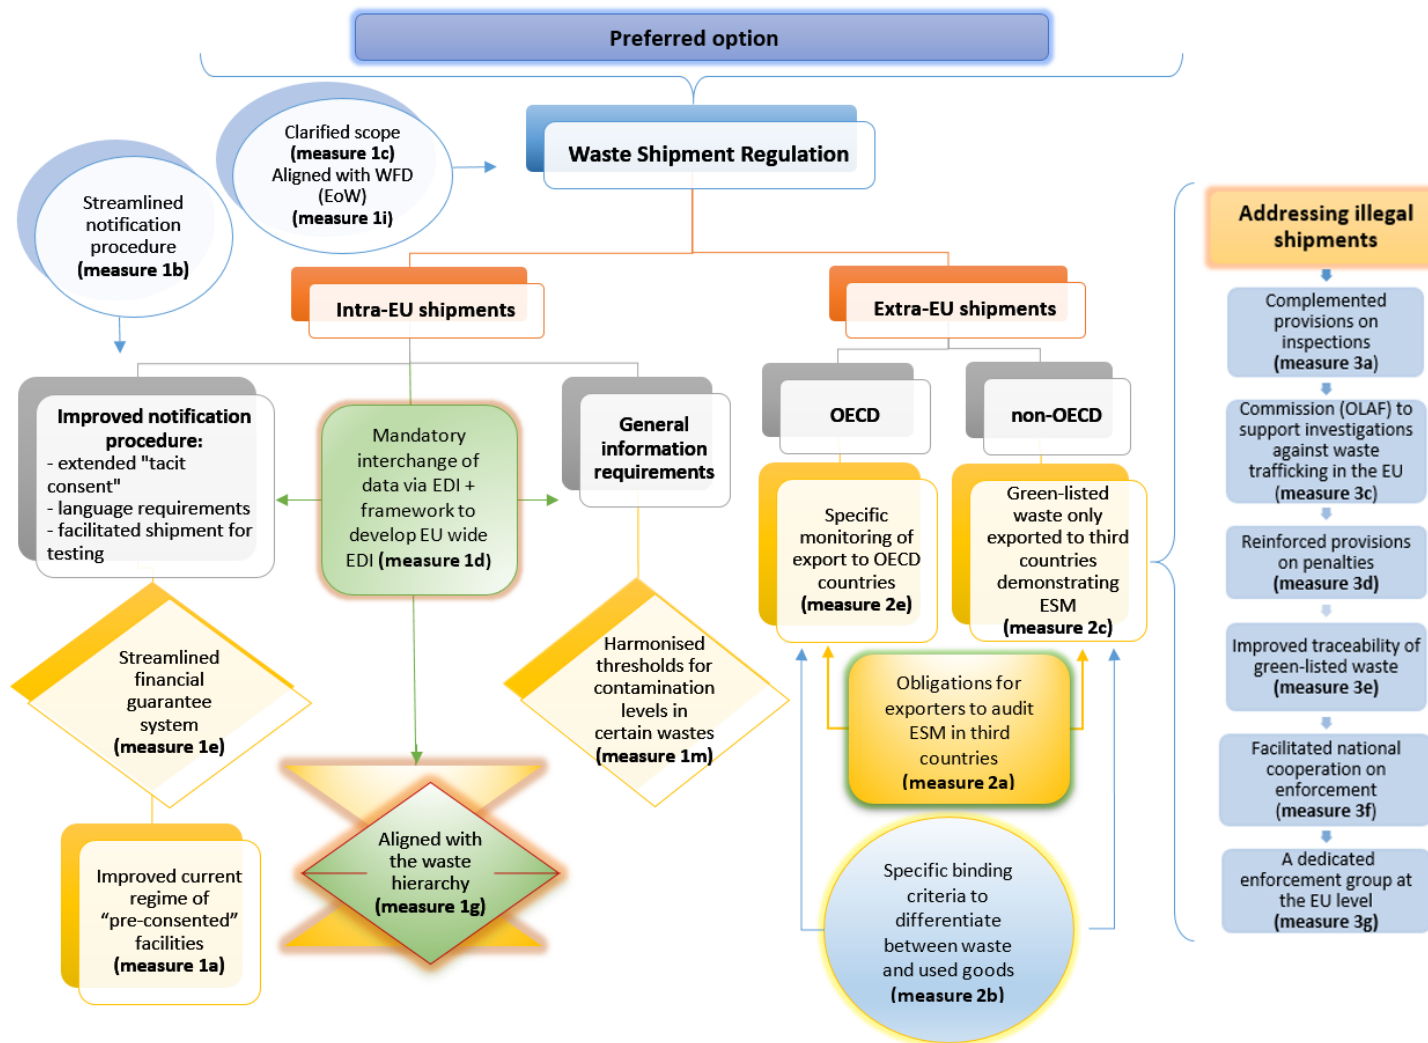 Preferred option
Clarified scope
(measure 1c)
Aligned with WFD
(EoW)
(measure 1i)
Waste Shipment Regulation
Streamlined
notification
procedure
(measure 1b)
Intra-EU shipments
Extra-EU shipments
Improved notification
procedure:
- extended "tacit
consent"
- language requirements
- facilitated shipment for
testing
Mandatory
interchange of
data via EDI +
framework to
develop EU wide
EDI (measure 1d)
General
information
requirements
OECD
non-OECD
Specific
monitoring of
export to OECD
countries
(measure 2e)
Green-listed
waste only
exported to third
countries
demonstrating
ESM
(measure 2c)
Streamlined
financial
guarantee
system
(measure 1e)
Harmonised
thresholds for
contamination
levels in
certain wastes
(measure 1m)
Obligations for
exporters to audit
ESM in third
countries
(measure 2a)
Improved current
regime of
“pre-consented”
facilities
(measure 1a)
Aligned with
the waste
hierarchy
(measure 1g)
Specific binding
criteria to
differentiate
between waste
and used goods
(measure 2b)
Addressing illegal
shipments
Complemented
provisions on
inspections
(measure 3a)
Commission (OLAF) to
support investigations
against waste
trafficking in the EU
(measure 3c)
Reinforced provisions
on penalties
(measure 3d)
Improved traceability of
green-listed waste
(measure 3e)
Facilitated national
cooperation on
enforcement
(measure 3f)
A dedicated
enforcement group at
the EU level
(measure 3g)